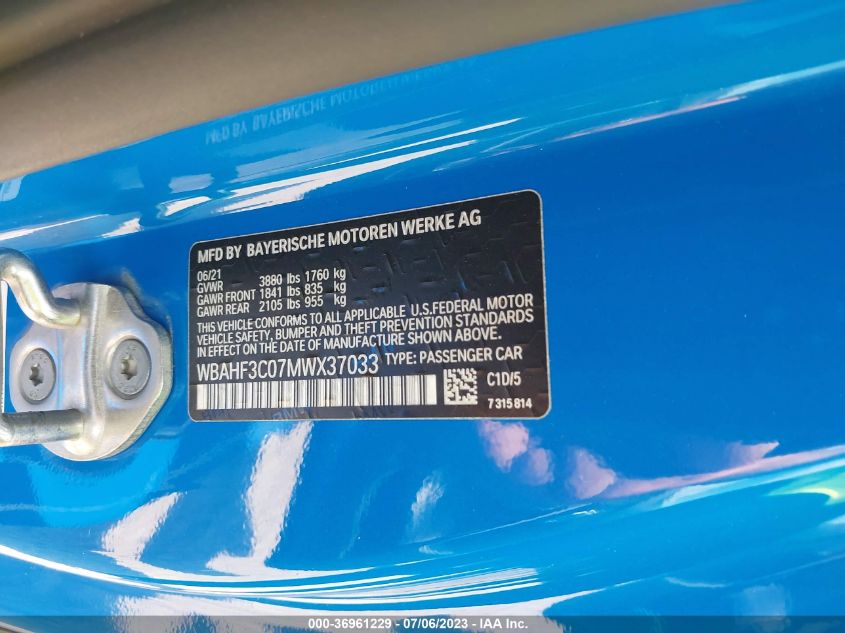 MFD BY BAYERISCHE MOTOREN WERKE AG
06/21
GVWR 3880 lbs 1760 kg
GAWR FRONT 1841 lbs 835 kg
GAWR REAR 2105 lbs 955 kg
THIS VEHICLE CONFORMS TO ALL APPLICABLE U.S.FEDERAL MOTOR
VEHICLE SAFETY, BUMPER AND THEFT PREVENTION STANDARDS
IN EFFECT ON THE DATE OF MANUFACTURE SHOWN ABOVE.
WBAHF3C07MWX37033 TYPE: PASSENGER CAR
C1D/5
7315814
000-36961229 - 07/06/2023 - IAA Inc.